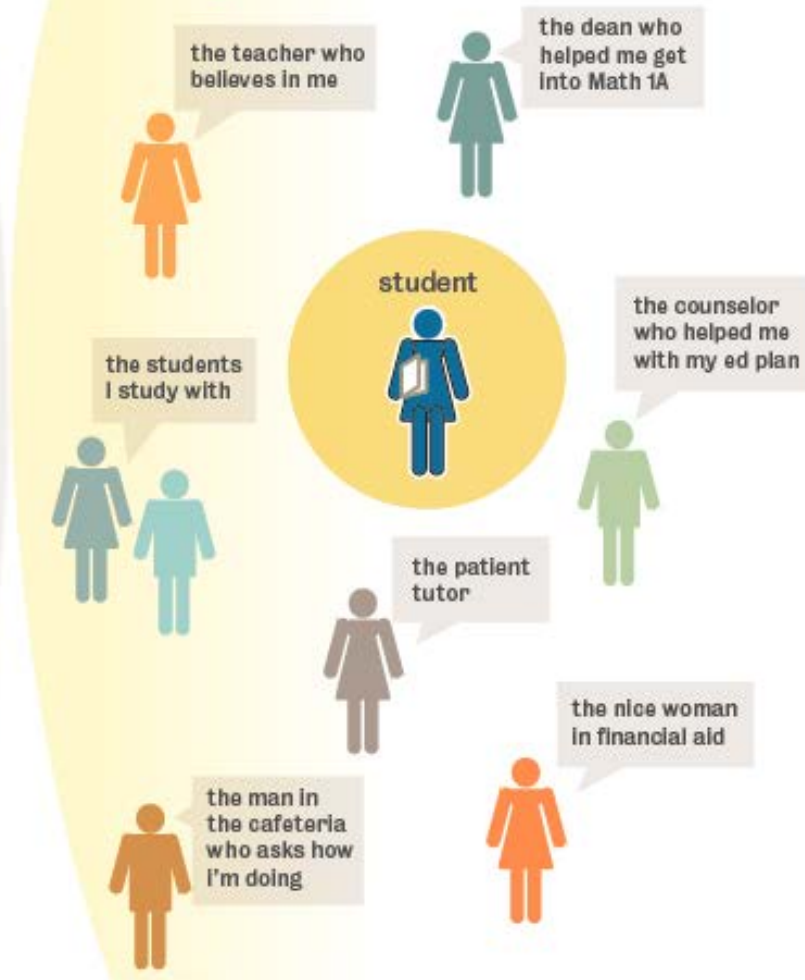 the teacher who
believes in me
the dean who
helped me get
into Math 1A
student
the counselor
who helped me
with my ed plan
the students
I study with
the patient
tutor
the nice woman
in financial aid
the man in
the cafeteria
who asks how
i'm doing